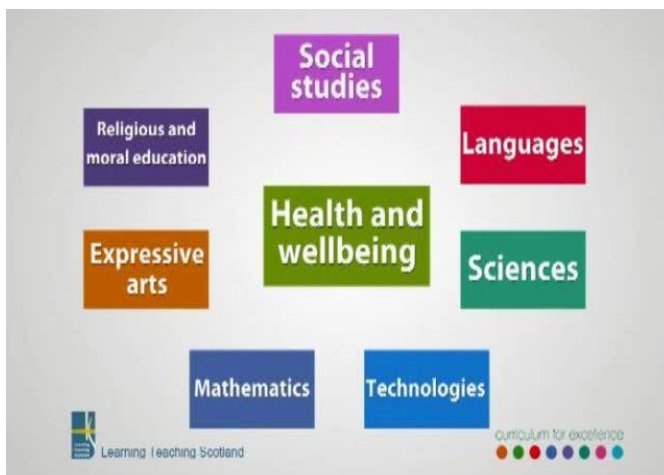 Social
studies
Religious and
moral education
Languages
Health and
wellbeing
Expressive
arts
Sciences
Mathematics
Technologies
Learning Teaching Scotland
curriculum for excellence